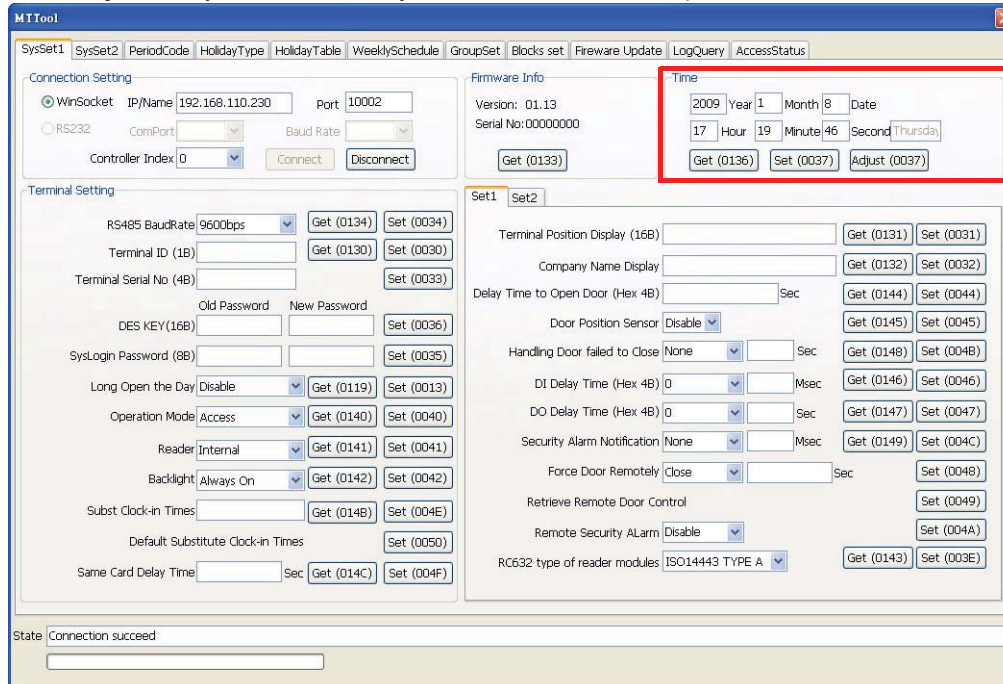 MTTool
SysSet1 SysSet2 PeriodCode HolidayType HolidayTable WeeklySchedule GroupSet Blocks set Fireware Update LogQuery AccessStatus
Connection Setting
WinSocket IP/Name 192.168.110.230 Port 10002
RS232 ComPort Baud Rate
Controller Index 0 Connect Disconnect
Firmware Info
Version: 01.13
Serial No:00000000
Get (0133)
Time
2009 Year 1 Month 8 Date
17 Hour 19 Minute 46 Second Thursday
Get (0136) Set (0037) Adjust (0037)
Terminal Setting
RS485 BaudRate 9600bps Get (0134) Set (0034)
Terminal ID (1B) Get (0130) Set (0030)
Terminal Serial No (4B) Set (0033)
Old Password New Password
DES KEY(16B) Set (0036)
SysLogin Password (8B) Set (0035)
Long Open the Day Disable Get (0119) Set (0013)
Operation Mode Access Get (0140) Set (0040)
Reader Internal Get (0141) Set (0041)
Backlight Always On Get (0142) Set (0042)
Subst Clock-in Times Get (014B) Set (004E)
Default Substitute Clock-in Times Set (0050)
Same Card Delay Time Sec Get (014C) Set (004F)
Set1 Set2
Terminal Position Display (16B) Get (0131) Set (0031)
Company Name Display Get (0132) Set (0032)
Delay Time to Open Door (Hex 4B) Sec Get (0144) Set (0044)
Door Position Sensor Disable Get (0145) Set (0045)
Handling Door failed to Close None Sec Get (0148) Set (004B)
DI Delay Time (Hex 4B) 0 Msec Get (0146) Set (0046)
DO Delay Time (Hex 4B) 0 Sec Get (0147) Set (0047)
Security Alarm Notification None Msec Get (0149) Set (004C)
Force Door Remotely Close Sec Set (0048)
Retrieve Remote Door Control Set (0049)
Remote Security ALarm Disable Set (004A)
RC632 type of reader modules ISO14443 TYPE A Get (0143) Set (003E)
State Connection succeed